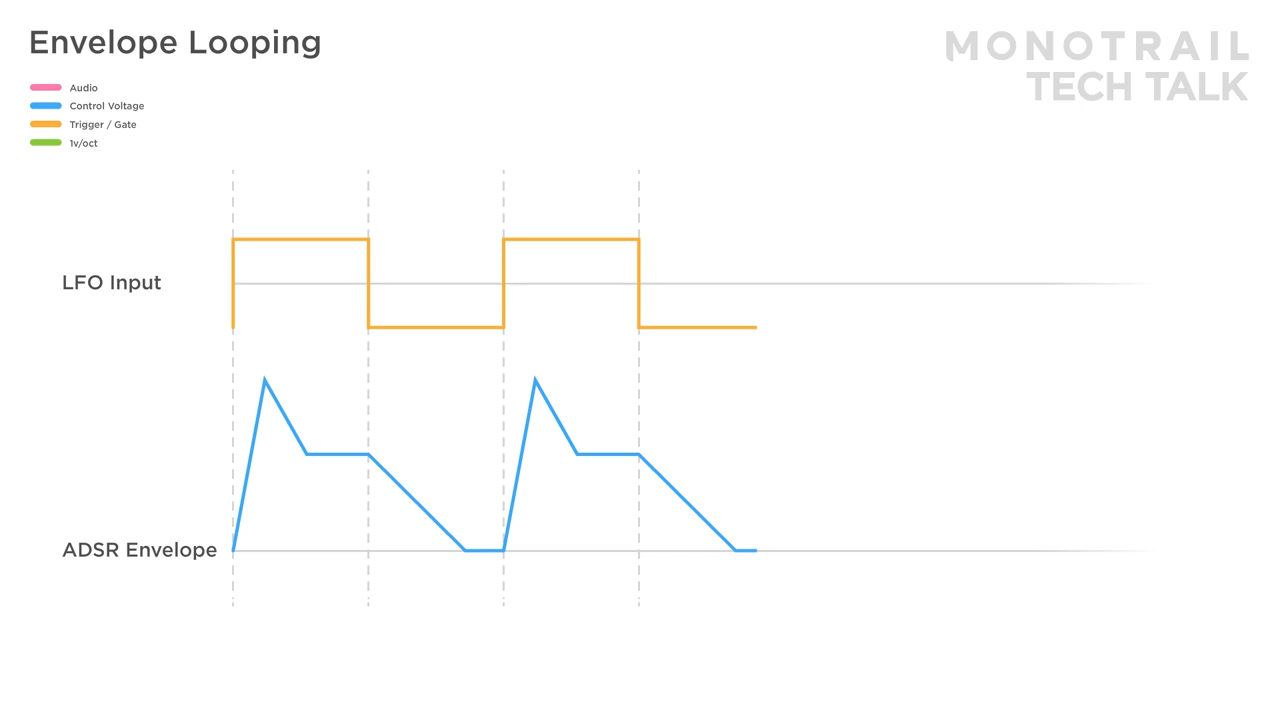 Envelope Looping
MONOTRAIL
TECH TALK
Audio
Control Voltage
Trigger / Gate
1v/oct
LFO Input
ADSR Envelope